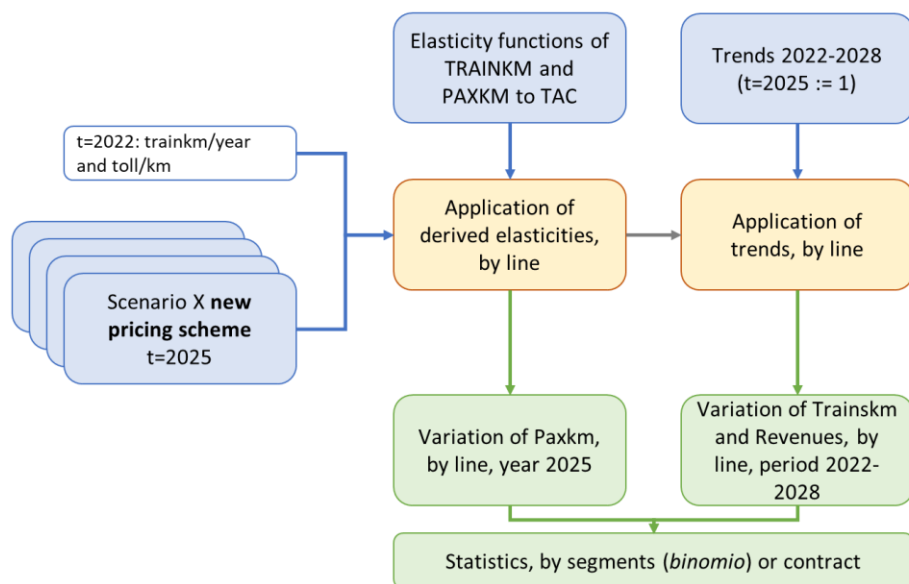 Elasticity functions of
TRAINKM and
PAXKM to TAC
Trends 2022-2028
(t=2025 := 1)
t=2022: trainkm/year
and toll/km
Application of
derived elasticities,
by line
Application of
trends, by line
Scenario X new
pricing scheme
t=2025
Variation of Paxkm,
by line, year 2025
Variation of Trainskm
and Revenues, by
line, period 2022-
2028
Statistics, by segments (binomio) or contract